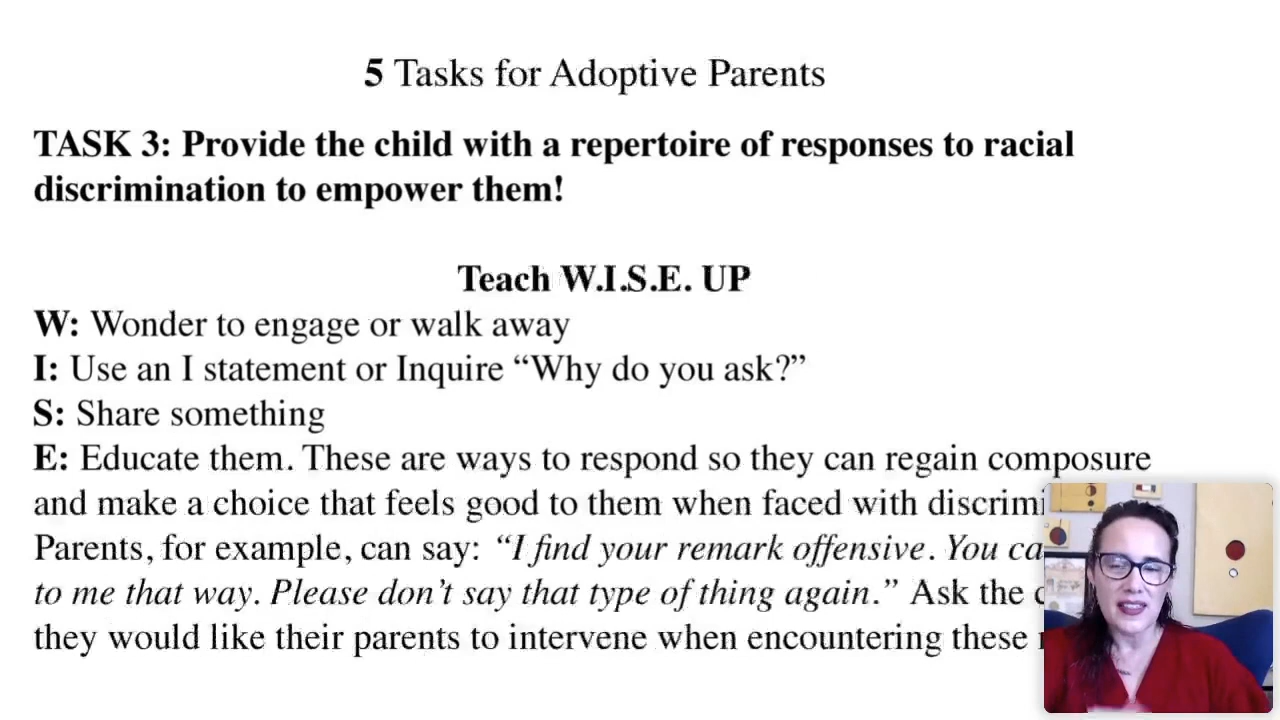 5 Tasks for Adoptive Parents
TASK 3: Provide the child with a repertoire of responses to racial
discrimination to empower them!
Teach W.I.S.E. UP
W: Wonder to engage or walk away
I: Use an I statement or Inquire “Why do you ask?”
S: Share something
E: Educate them. These are ways to respond so they can regain composure
and make a choice that feels good to them when faced with
Parents, for example, can say: “I find your remark offensive. You
to me that way. Please don’t say that type of thing again.” Ask the
they would like their parents to intervene when encountering these